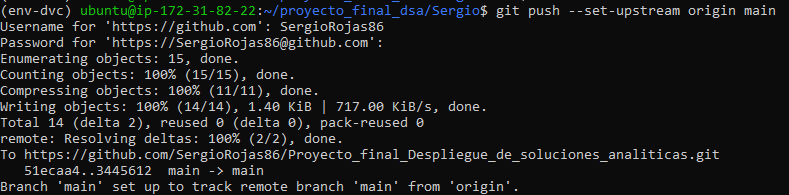 (env-dvc) ubuntu@ip-172-31-82-22:~/proyecto_final_dsa/Sergio$ git push --set-upstream origin main
Username for 'https://github.com': SergioRojas86
Password for 'https://SergioRojas86@github.com':
Enumerating objects: 15, done.
Counting objects: 100% (15/15), done.
Compressing objects: 100% (11/11), done.
Writing objects: 100% (14/14), 1.40 KiB | 717.00 KiB/s, done.
Total 14 (delta 2), reused 0 (delta 0), pack-reused 0
remote: Resolving deltas: 100% (2/2), done.
To https://github.com/SergioRojas86/Proyecto_final_Despliegue_de_soluciones_analiticas.git
   51ecaa4..3445612  main -> main
Branch 'main' set up to track remote branch 'main' from 'origin'.